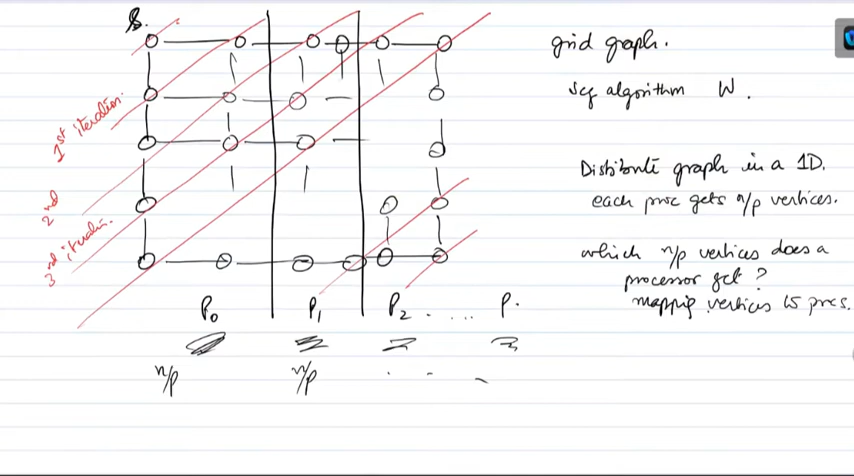 S.
grid graph.
seq algorithm W.
1st iteration.
2nd
3rd iteration.
Distribute graph in a 1D.
each proc gets n/p vertices.
which n/p vertices does a
processor get?
mapping vertices to procs.
P0 P1 P2 .... P.
n/p n/p . . .